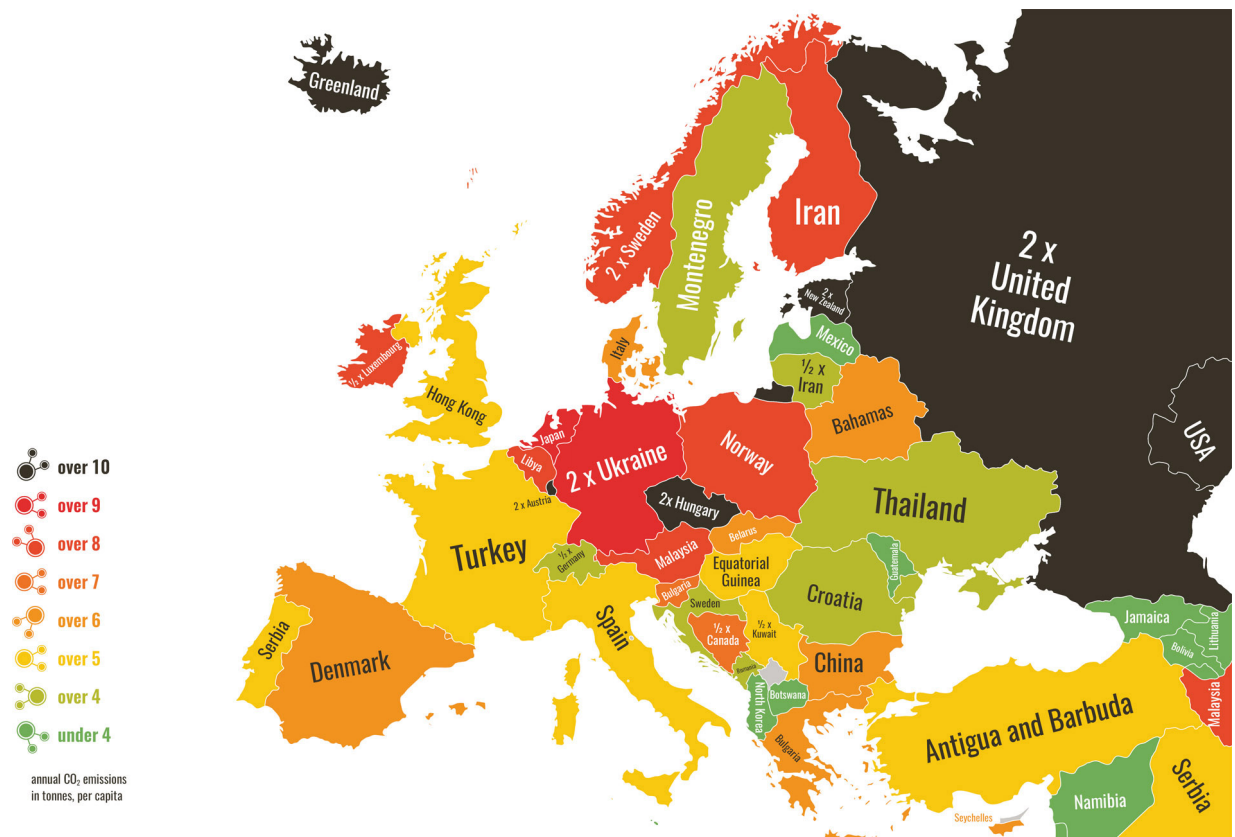 Greenland
2 x Sweden
Montenegro
Iran
2 x
United
Kingdom
2 x
New Zealand
Mexico
½ x
Iran
Italy
½ x Luxembourg
Hong Kong
Bahamas
USA
Japan
Libya
2 x Ukraine
Norway
2 x Austria
2x Hungary
Thailand
Belarus
Turkey
Malaysia
Equatorial
Guinea
Guatemala
Croatia
Bulgaria
Sweden
½ x
Kuwait
½ x
Canada
Spain
Serbia
Denmark
China
Romania
Botswana
North Korea
Bulgaria
Jamaica
Lithuania
Bolivia
Malaysia
Antigua and Barbuda
Serbia
Namibia
Seychelles
over 10
over 9
over 8
over 7
over 6
over 5
over 4
under 4
annual CO₂ emissions
in tonnes, per capita